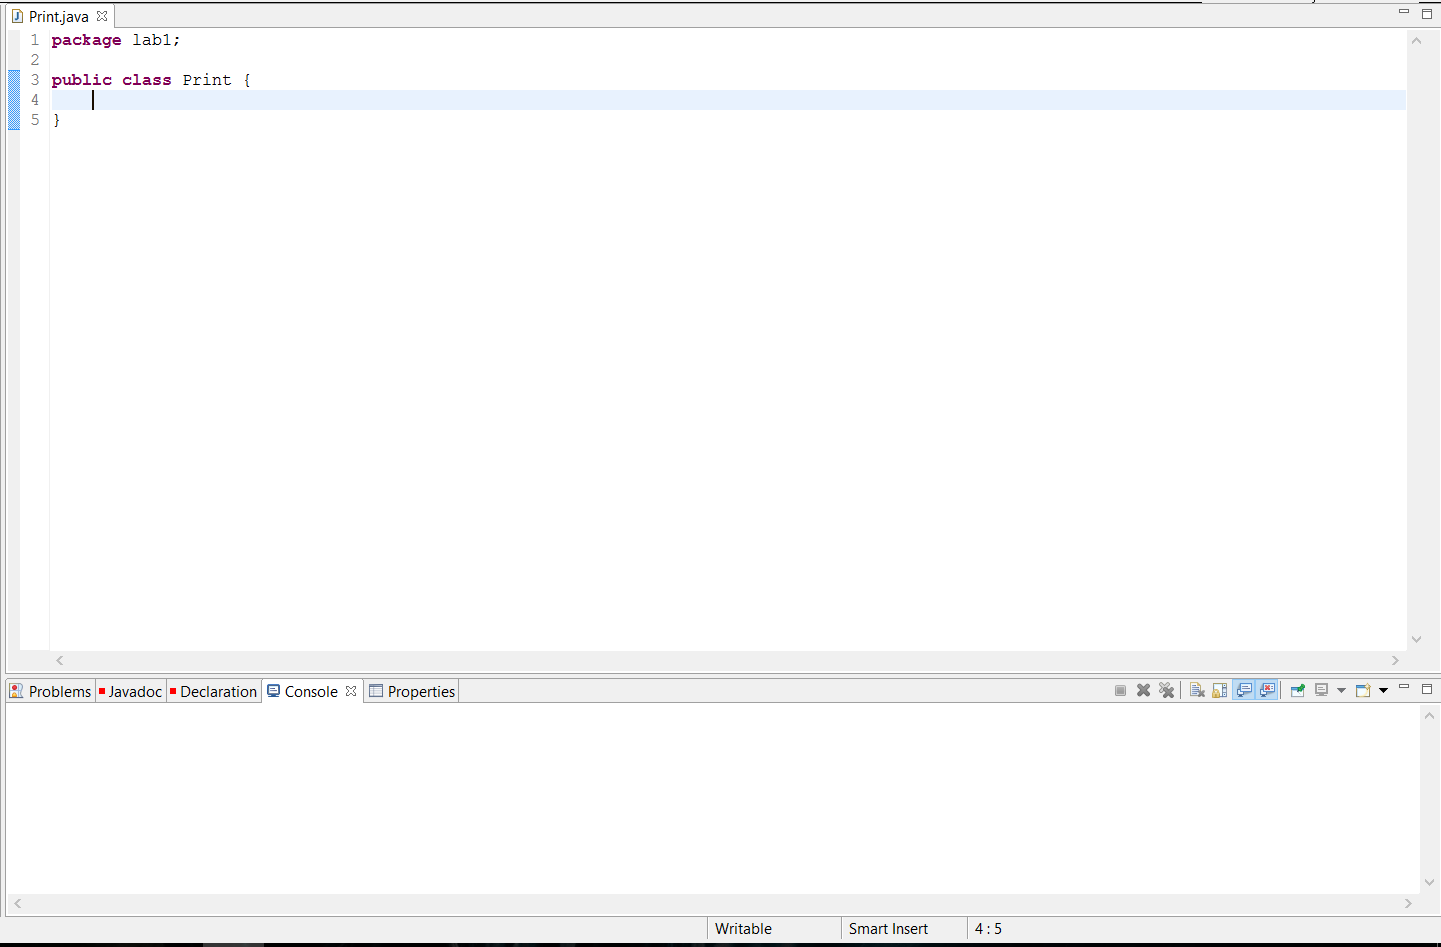 Print.java
1 package lab1;
2
3 public class Print {
4
5 }
Problems Javadoc Declaration Console Properties
Writable Smart Insert 4 : 5